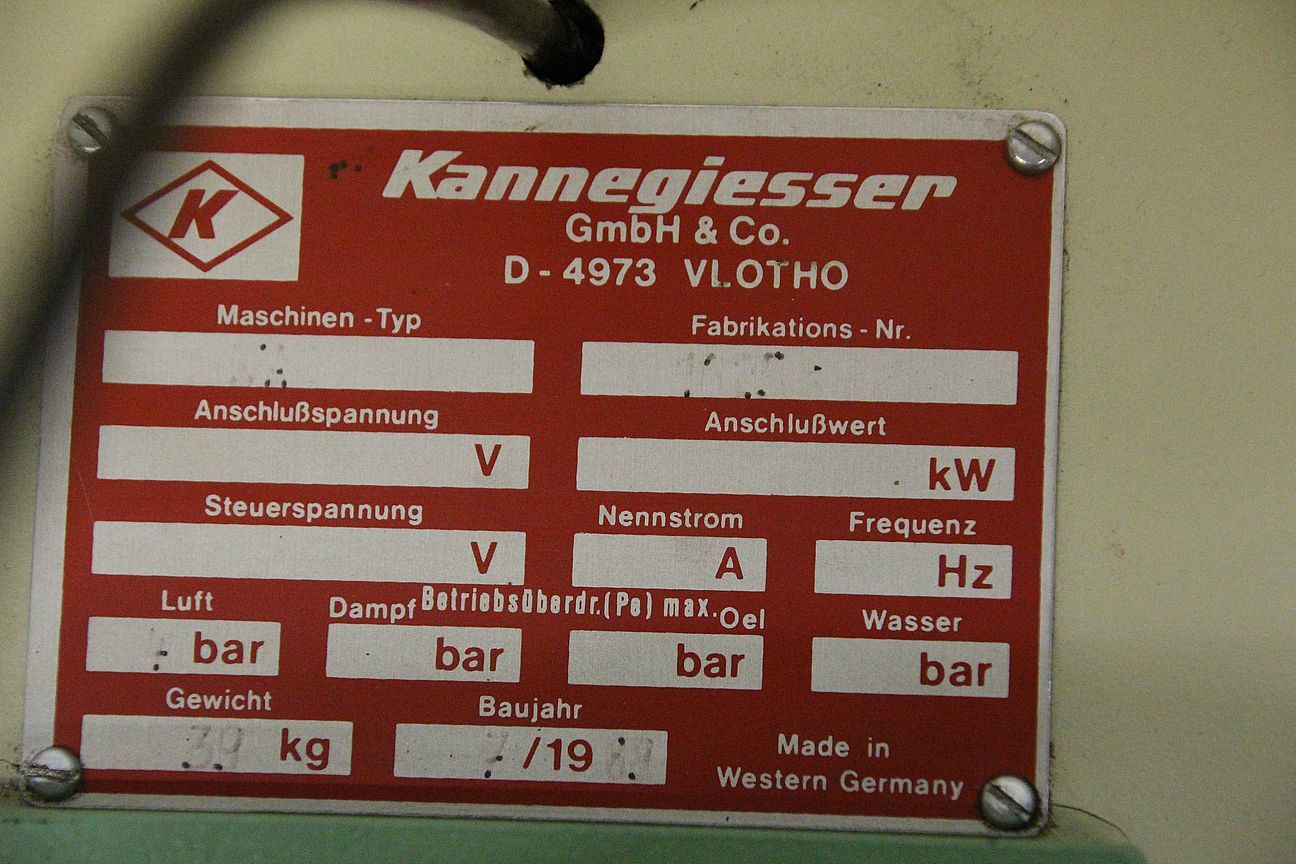 K
Kannegiesser
GmbH & Co.
D - 4973 VLOTHO
Maschinen - Typ Fabrikations - Nr.
Anschlußspannung Anschlußwert
V kW
Steuerspannung Nennstrom Frequenz
V A Hz
Luft Dampf Betriebsüberdr.(Pe) max. Oel Wasser
bar bar bar bar
Gewicht Baujahr
39 kg /19
Made in
Western Germany